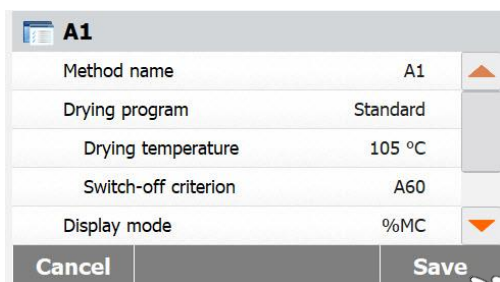 A1
Method name A1
Drying program Standard
Drying temperature 105 °C
Switch-off criterion A60
Display mode %MC
Cancel Save